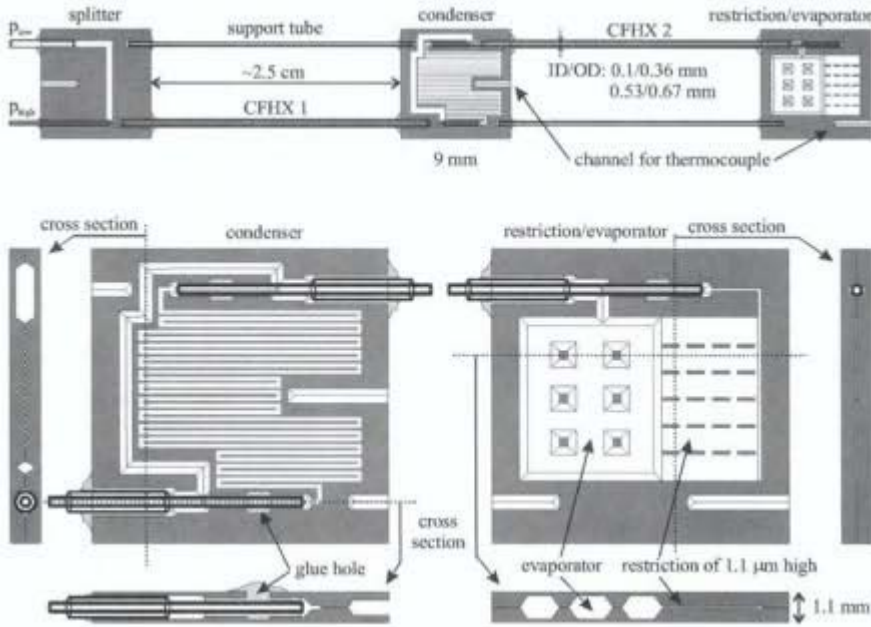 splitter
condenser
restriction/evaporator
p_low
support tube
CFHX 2
~2.5 cm
ID/OD: 0.1/0.36 mm
0.53/0.67 mm
p_high
CFHX 1
9 mm
channel for thermocouple
cross section
condenser
restriction/evaporator
cross section
cross
section
glue hole
evaporator
restriction of 1.1 μm high
1.1 mm